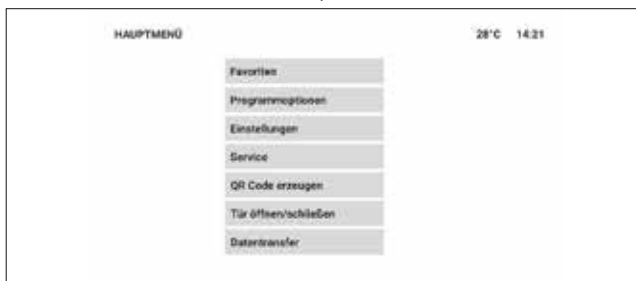 HAUPTMENÜ 28°C 14:21
Favoriten
Programmoptionen
Einstellungen
Service
QR Code erzeugen
Tür öffnen/schließen
Datentransfer